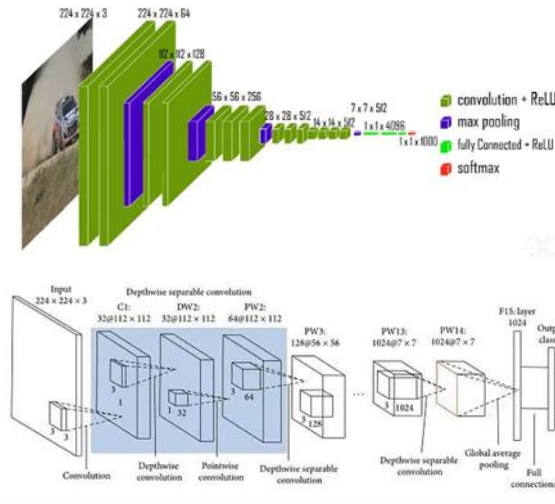 224 x 224 x 3
224 x 224 x 64
112 x 112 x 128
56 x 56 x 256
28 x 28 x 512
14 x 14 x 512
7 x 7 x 512
1 x 1 x 4096
1 x 1 x 1000
convolution + ReLU
max pooling
fully Connected + ReLU
softmax
Input
224 × 224 × 3
Depthwise separable convolution
C1:
32@112 × 112
DW2:
32@112 × 112
PW2:
64@112 × 112
PW3:
128@56 × 56
PW13:
1024@7 × 7
PW14:
1024@7 × 7
F15: layer
1024
Output
class
3
3
3
1
1
32
3
64
3
128
...
3
1024
Convolution
Depthwise
convolution
Pointwise
convolution
Depthwise separable
convolution
Depthwise separable
convolution
Global average
pooling
Full
connections